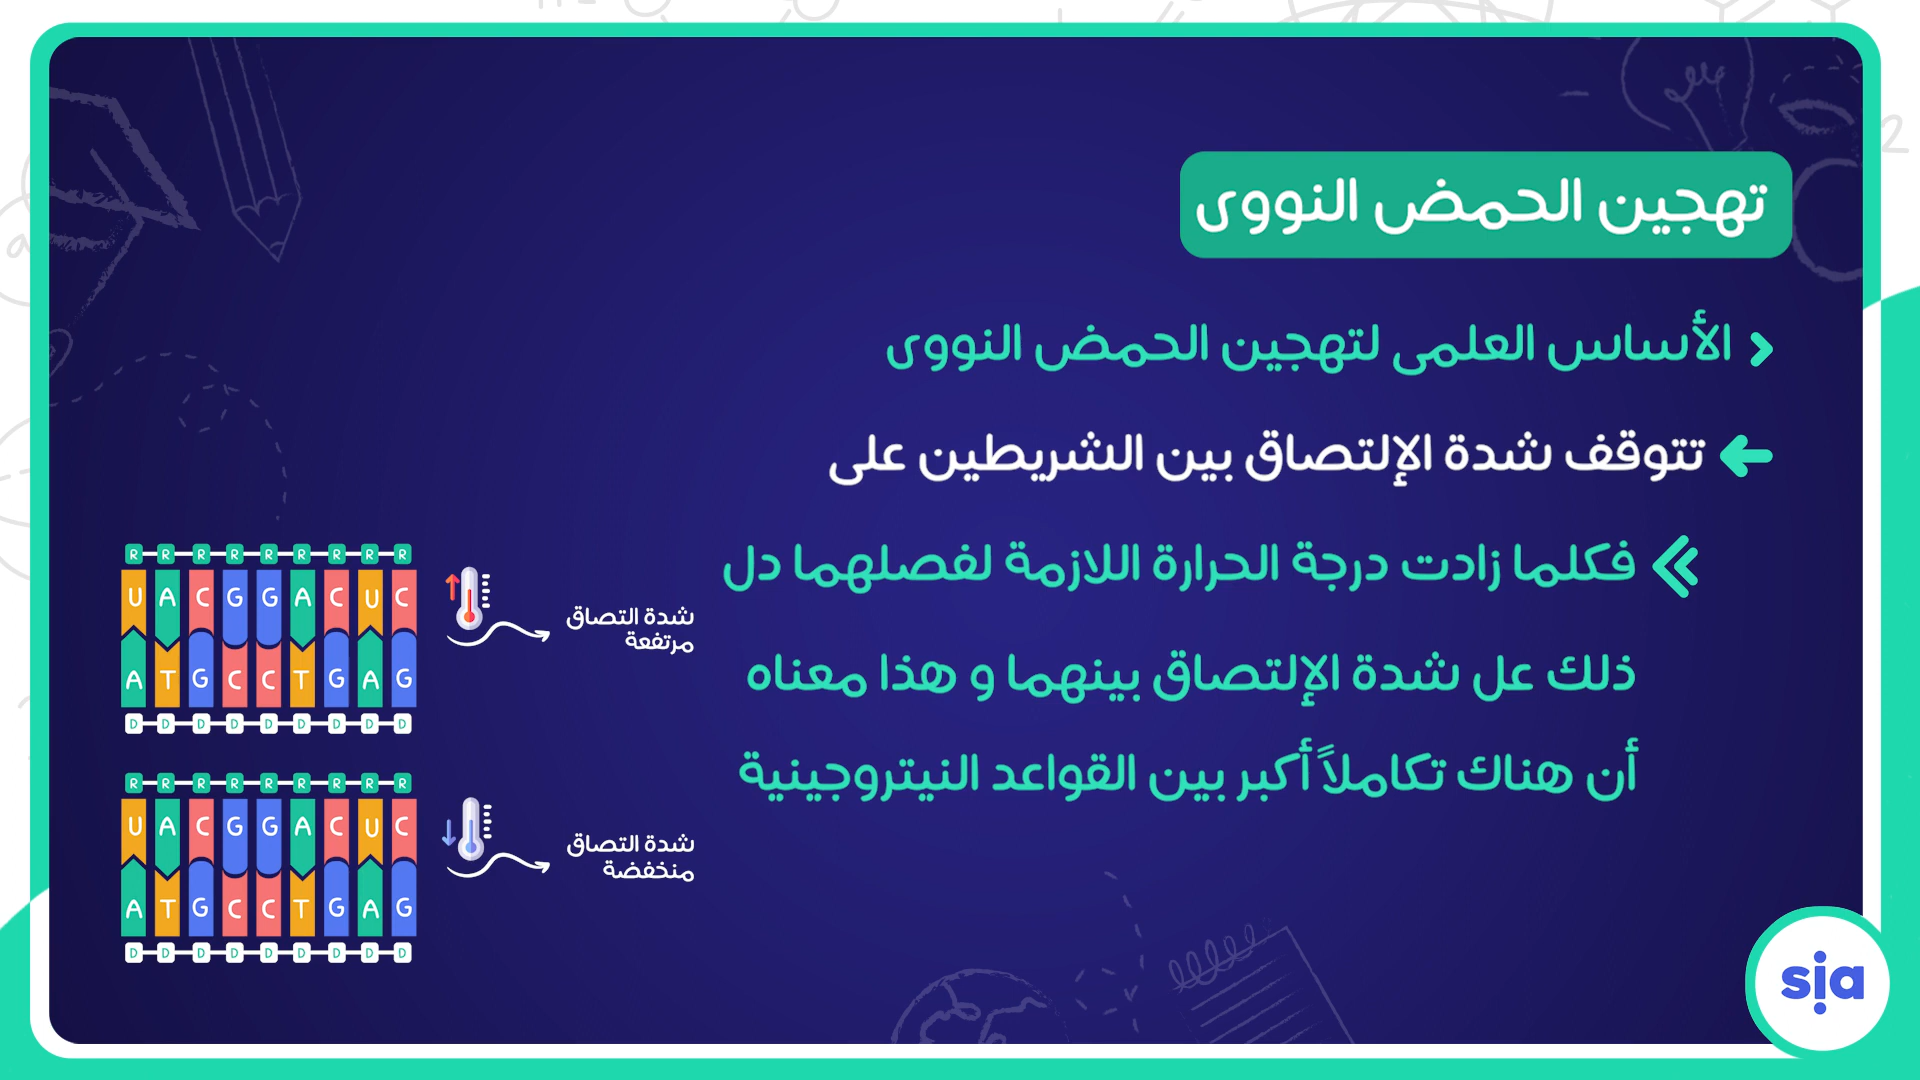 تهجين الحمض النووى
الأساس العلمى لتهجين الحمض النووى
تتوقف شدة الإلتصاق بين الشريطين على
فكلما زادت درجة الحرارة اللازمة لفصلهما دل
ذلك عل شدة الإلتصاق بينهما و هذا معناه
أن هناك تكاملاً أكبر بين القواعد النيتروجينية
R R R R R R R R R
U A C G G A C U C
A T G C C T G A G
D D D D D D D D D
شدة التصاق
مرتفعة
R R R R R R R R R
U A C G G A C U C
A T G C C T G A G
D D D D D D D D D
شدة التصاق
منخفضة
sia